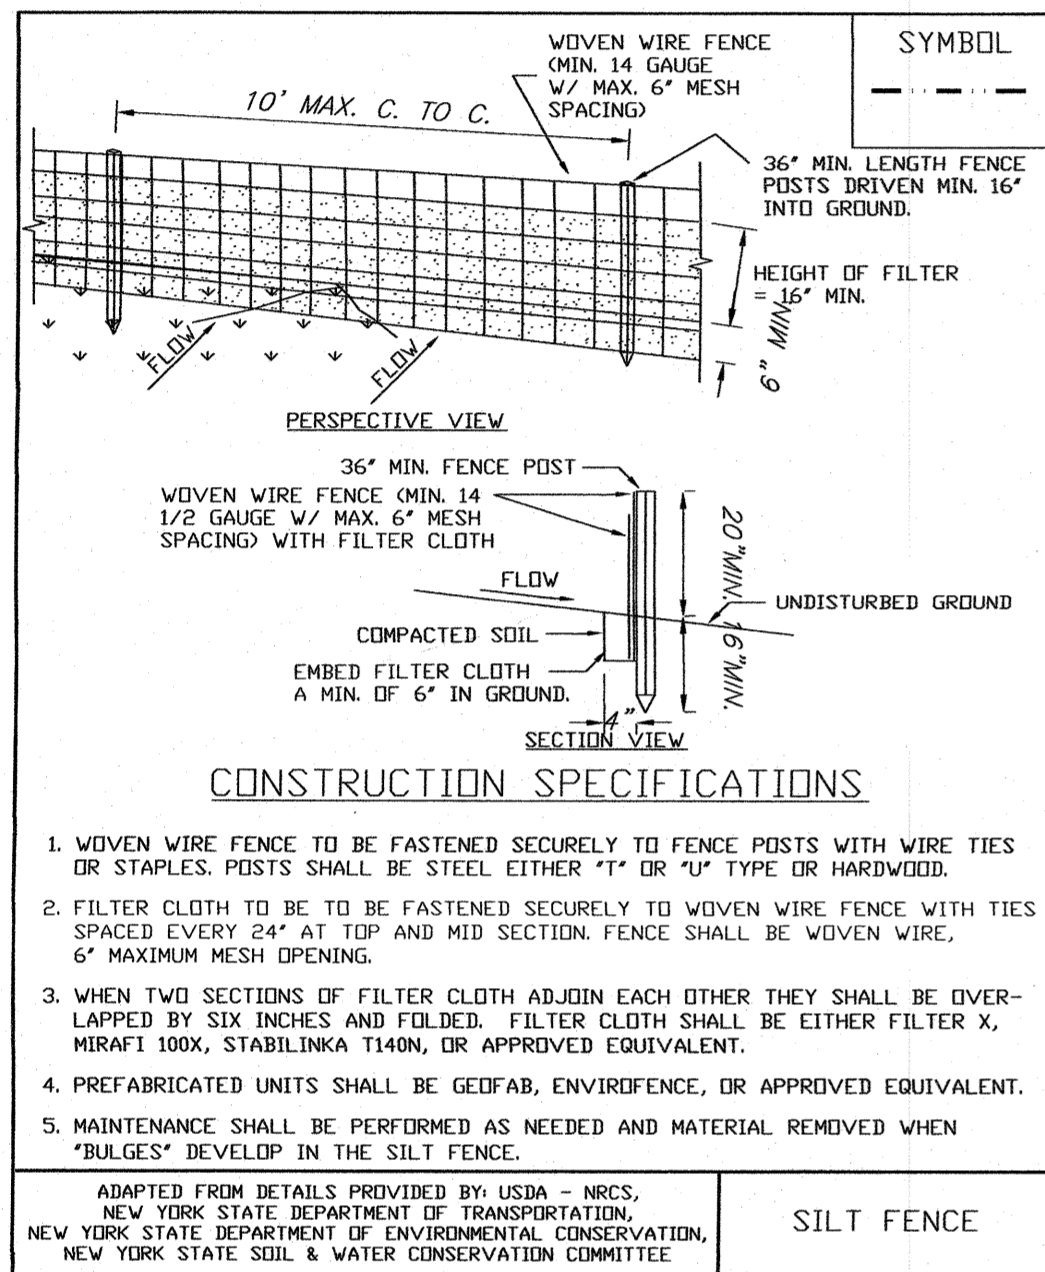 WOVEN WIRE FENCE
(MIN. 14 GAUGE
W/ MAX. 6" MESH
SPACING)
SYMBOL
10' MAX. C. TO C.
36" MIN. LENGTH FENCE
POSTS DRIVEN MIN. 16"
INTO GROUND.
HEIGHT OF FILTER
= 16" MIN.
6" MIN
FLOW
FLOW
PERSPECTIVE VIEW
36" MIN. FENCE POST
WOVEN WIRE FENCE (MIN. 14
1/2 GAUGE W/ MAX. 6" MESH
SPACING) WITH FILTER CLOTH
20"MIN.
FLOW
UNDISTURBED GROUND
COMPACTED SOIL
16"MIN.
EMBED FILTER CLOTH
A MIN. OF 6" IN GROUND.
4"
SECTION VIEW
CONSTRUCTION SPECIFICATIONS
1. WOVEN WIRE FENCE TO BE FASTENED SECURELY TO FENCE POSTS WITH WIRE TIES
OR STAPLES. POSTS SHALL BE STEEL EITHER "T" OR "U" TYPE OR HARDWOOD.
2. FILTER CLOTH TO BE TO BE FASTENED SECURELY TO WOVEN WIRE FENCE WITH TIES
SPACED EVERY 24" AT TOP AND MID SECTION. FENCE SHALL BE WOVEN WIRE,
6" MAXIMUM MESH OPENING.
3. WHEN TWO SECTIONS OF FILTER CLOTH ADJOIN EACH OTHER THEY SHALL BE OVER-
LAPPED BY SIX INCHES AND FOLDED. FILTER CLOTH SHALL BE EITHER FILTER X,
MIRAFI 100X, STABILINKA T140N, OR APPROVED EQUIVALENT.
4. PREFABRICATED UNITS SHALL BE GEOFAB, ENVIROFENCE, OR APPROVED EQUIVALENT.
5. MAINTENANCE SHALL BE PERFORMED AS NEEDED AND MATERIAL REMOVED WHEN
"BULGES" DEVELOP IN THE SILT FENCE.
ADAPTED FROM DETAILS PROVIDED BY: USDA - NRCS,
NEW YORK STATE DEPARTMENT OF TRANSPORTATION,
NEW YORK STATE DEPARTMENT OF ENVIRONMENTAL CONSERVATION,
NEW YORK STATE SOIL & WATER CONSERVATION COMMITTEE
SILT FENCE